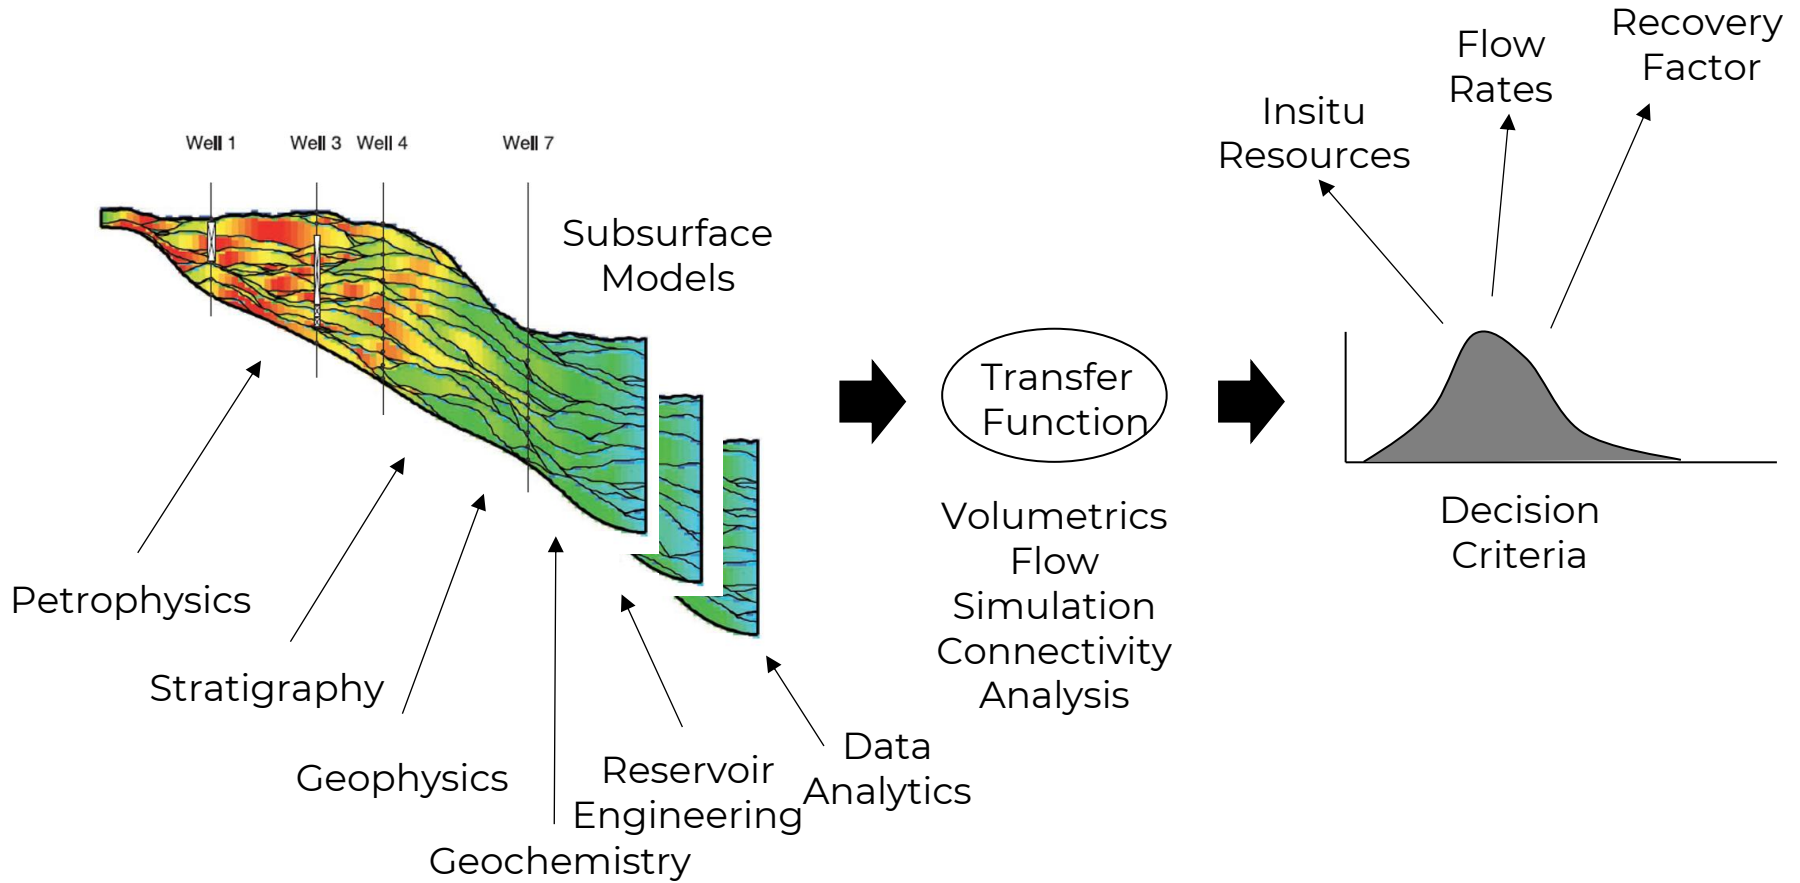 Well 1
Well 3
Well 4
Well 7
Subsurface
Models
Petrophysics
Stratigraphy
Geophysics
Geochemistry
Reservoir
Engineering
Data
Analytics
Transfer
Function
Volumetrics
Flow
Simulation
Connectivity
Analysis
Insitu
Resources
Flow
Rates
Recovery
Factor
Decision
Criteria